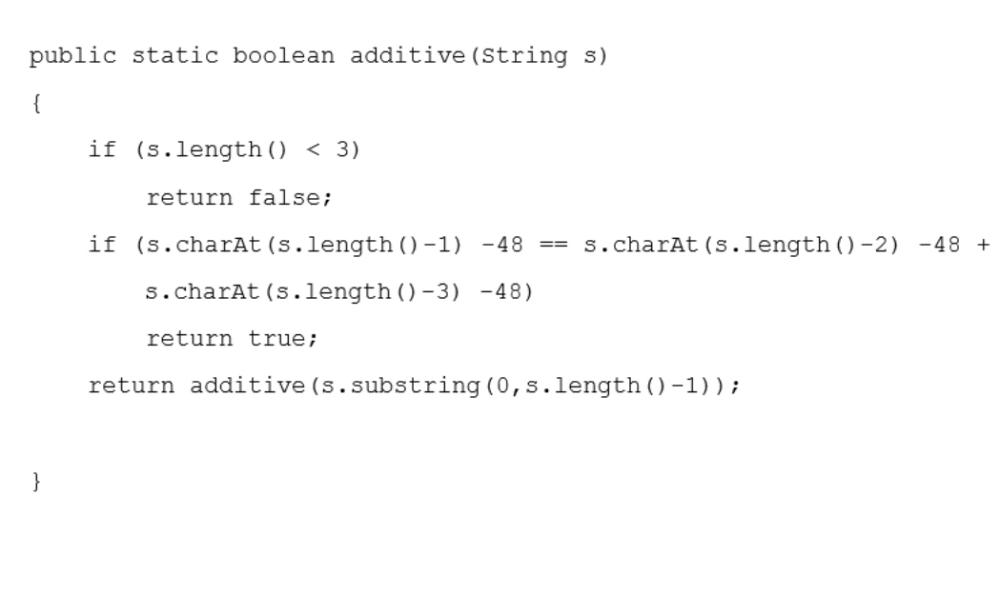 public static boolean additive(String s)
{
if (s.length() < 3)
return false;
if (s.charAt(s.length()-1) -48 == s.charAt(s.length()-2) -48 +
s.charAt(s.length()-3) -48)
return true;
return additive(s.substring(0,s.length()-1));
}